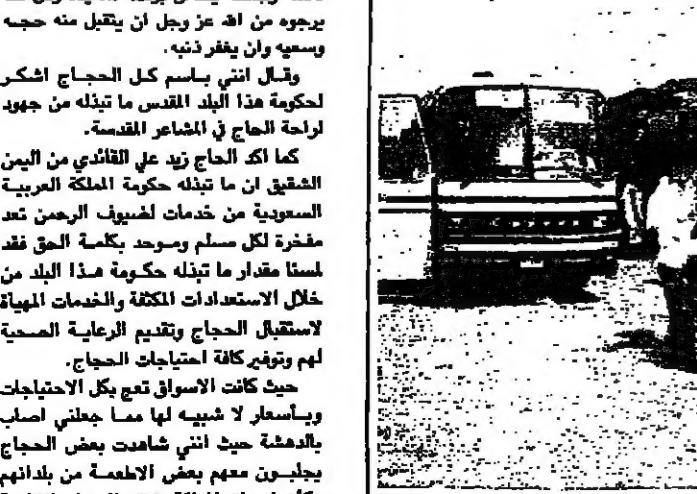 يرجوه من الله عز وجل ان يتقبل منه حجه
وسعيه وان يغفر ذنبه.
وقال انني باسم كل الحجاج اشكر
لحكومة هذا البلد المقدس ما تبذله من جهود
لراحة الحاج في المشاعر المقدسة.
كما اكد الحاج زيد علي القائدي من اليمن
الشقيق ان ما تبذله حكومة المملكة العربية
السعودية من خدمات لضيوف الرحمن تعد
مفخرة لكل مسلم وموحد بكلمة الحق فقد
لمسنا مقدار ما تبذله حكومة هذا البلد من
خلال الاستعدادات المكثفة والخدمات المهياة
لاستقبال الحجاج وتقديم الرعاية الصحية
لهم وتوفير كافة احتياجات الحجاج.
حيث كانت الاسواق تعج بكل الاحتياجات
وبأسعار لا شبيه لها مما جعلني اصاب
بالدهشة حيث انني شاهدت بعض الحجاج
يجلبون معهم بعض الاطعمة من بلدانهم